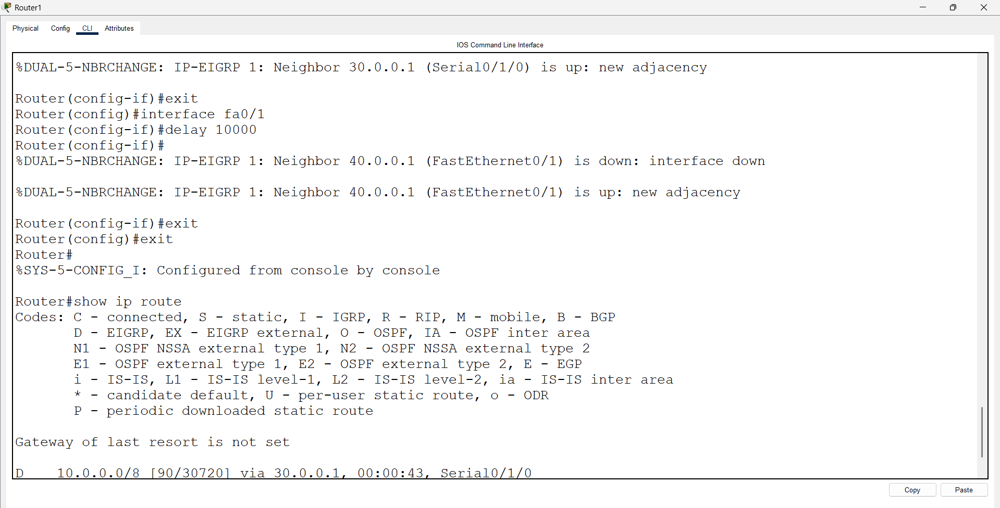 Router1
Physical Config CLI Attributes
IOS Command Line Interface
%DUAL-5-NBRCHANGE: IP-EIGRP 1: Neighbor 30.0.0.1 (Serial0/1/0) is up: new adjacency
Router(config-if)#exit
Router(config)#interface fa0/1
Router(config-if)#delay 10000
Router(config-if)#
%DUAL-5-NBRCHANGE: IP-EIGRP 1: Neighbor 40.0.0.1 (FastEthernet0/1) is down: interface down
%DUAL-5-NBRCHANGE: IP-EIGRP 1: Neighbor 40.0.0.1 (FastEthernet0/1) is up: new adjacency
Router(config-if)#exit
Router(config)#exit
Router#
%SYS-5-CONFIG_I: Configured from console by console
Router#show ip route
Codes: C - connected, S - static, I - IGRP, R - RIP, M - mobile, B - BGP
D - EIGRP, EX - EIGRP external, O - OSPF, IA - OSPF inter area
N1 - OSPF NSSA external type 1, N2 - OSPF NSSA external type 2
E1 - OSPF external type 1, E2 - OSPF external type 2, E - EGP
i - IS-IS, L1 - IS-IS level-1, L2 - IS-IS level-2, ia - IS-IS inter area
* - candidate default, U - per-user static route, o - ODR
P - periodic downloaded static route
Gateway of last resort is not set
D 10.0.0.0/8 [90/30720] via 30.0.0.1, 00:00:43, Serial0/1/0
Copy Paste